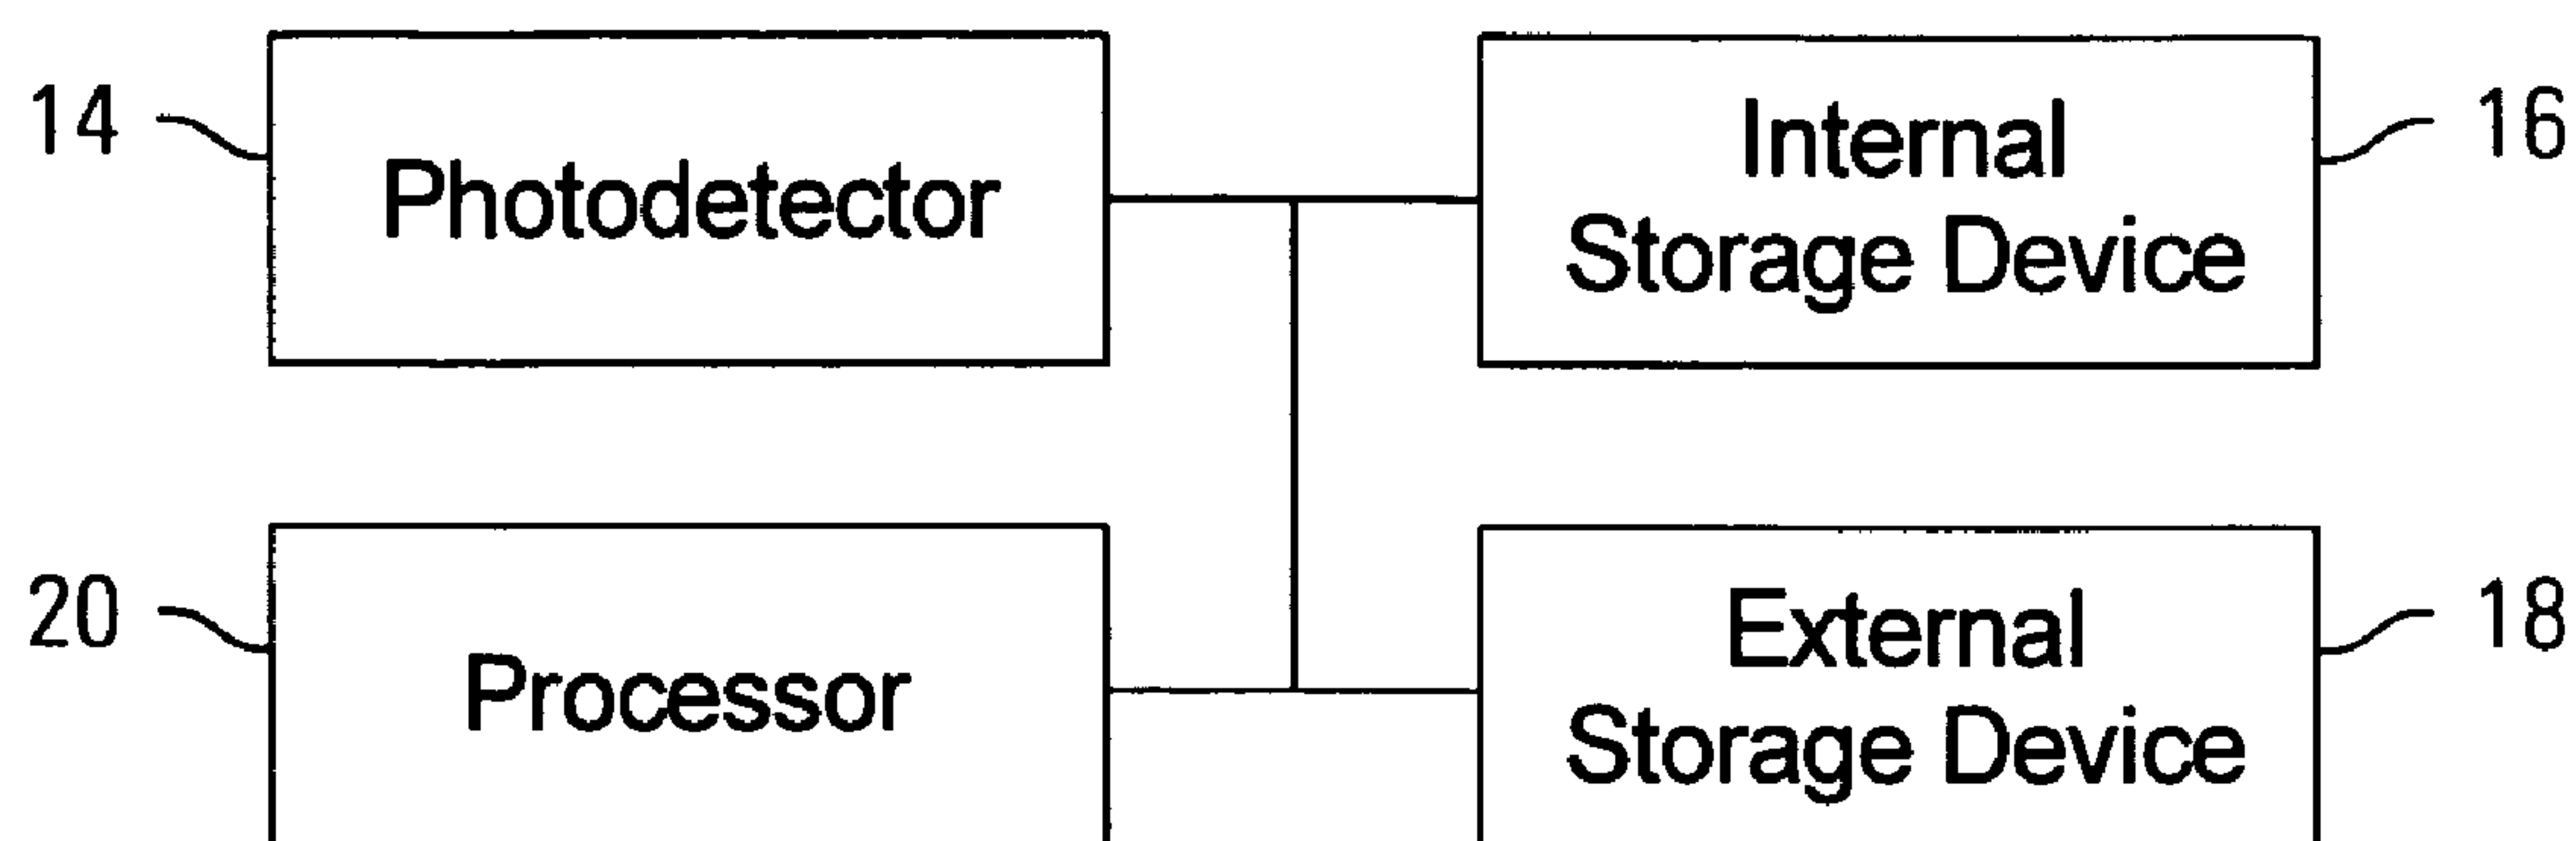 14
Photodetector
Internal
Storage Device
16
20
Processor
External
Storage Device
18